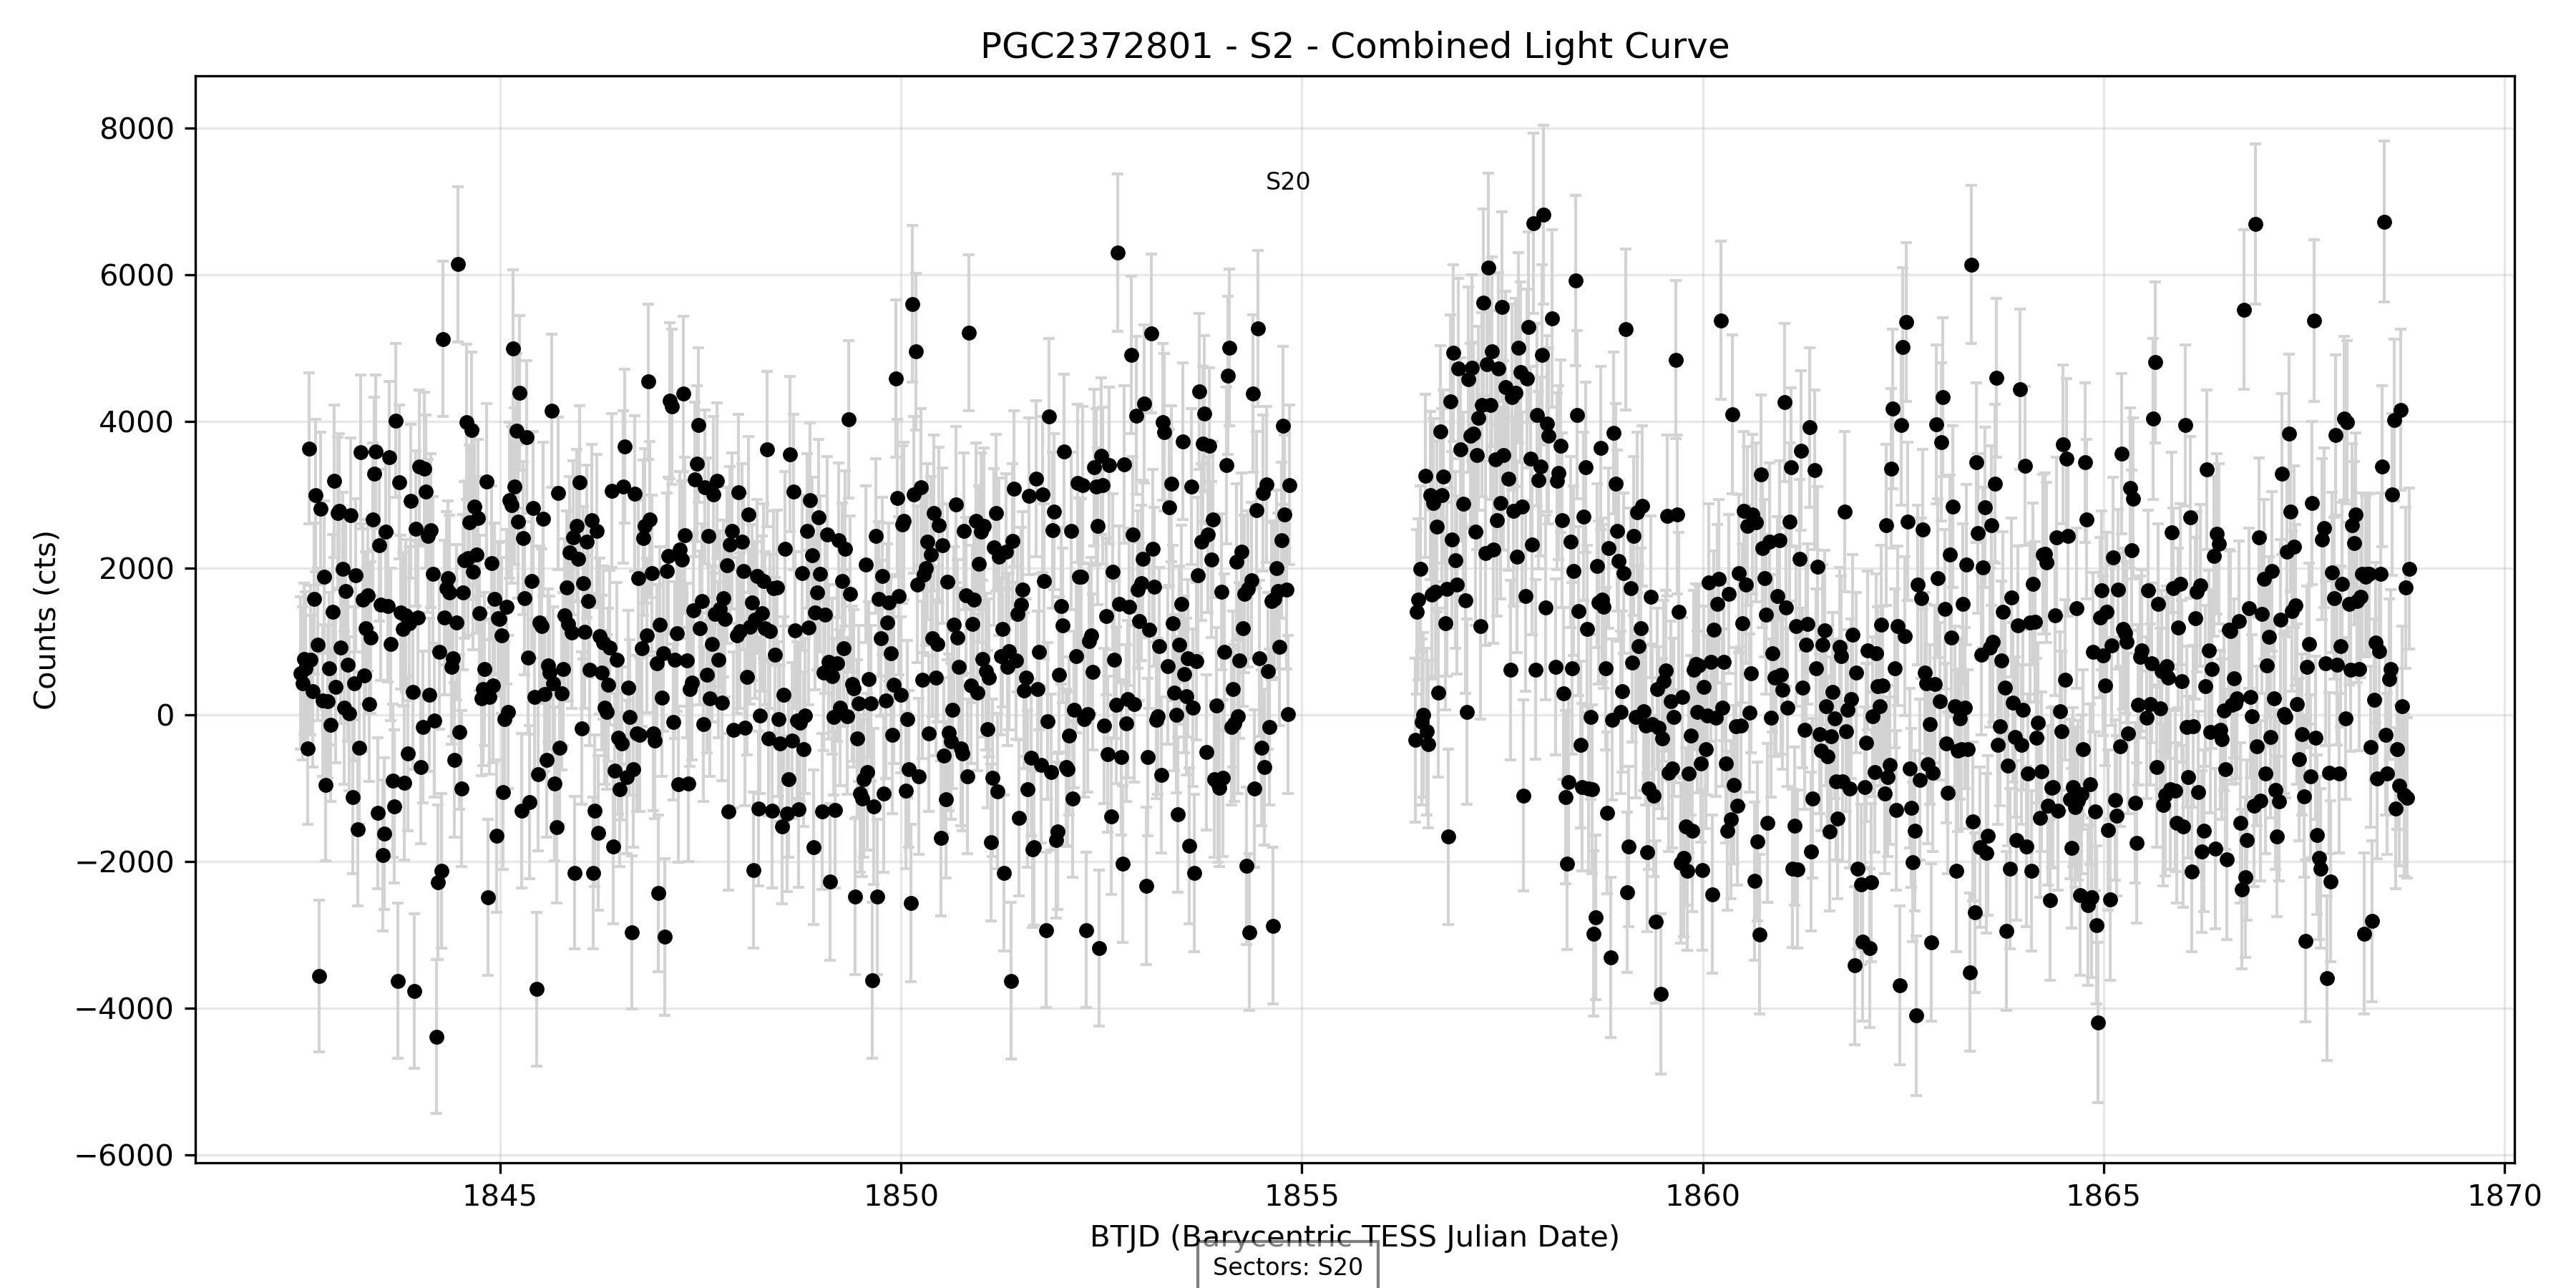 PGC2372801 - S2 - Combined Light Curve
8000
6000
4000
2000
0
−2000
−4000
−6000
Counts (cts)
S20
1845
1850
1855
1860
1865
1870
BTJD (Barycentric TESS Julian Date)
Sectors: S20